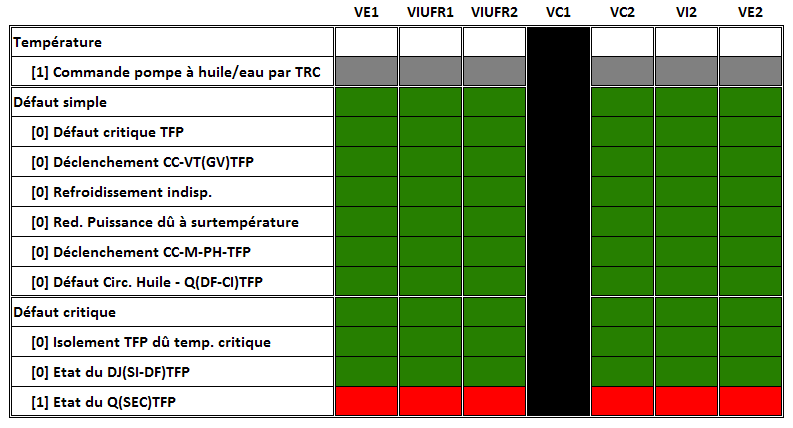 VE1 VIUFR1 VIUFR2 VC1 VC2 VI2 VE2
Température
[1] Commande pompe à huile/eau par TRC
Défaut simple
[0] Défaut critique TFP
[0] Déclenchement CC-VT(GV)TFP
[0] Refroidissement indisp.
[0] Red. Puissance dû à surtempérature
[0] Déclenchement CC-M-PH-TFP
[0] Défaut Circ. Huile - Q(DF-CI)TFP
Défaut critique
[0] Isolement TFP dû temp. critique
[0] Etat du DJ(SI-DF)TFP
[1] Etat du Q(SEC)TFP